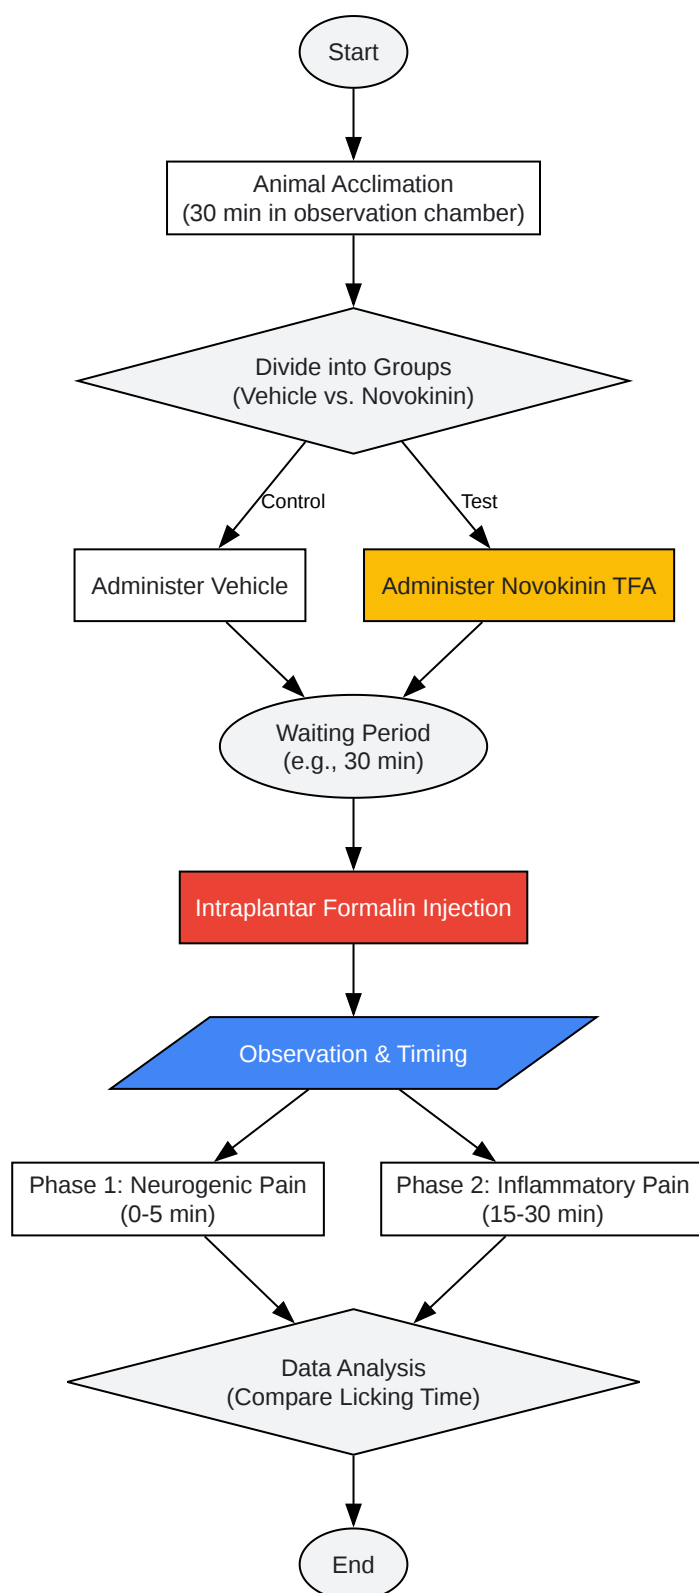 Start
Animal Acclimation
(30 min in observation chamber)
Divide into Groups
(Vehicle vs. Novokinin)
Control
Test
Administer Vehicle
Administer Novokinin TFA
Waiting Period
(e.g., 30 min)
Intraplantar Formalin Injection
Observation & Timing
Phase 1: Neurogenic Pain
(0-5 min)
Phase 2: Inflammatory Pain
(15-30 min)
Data Analysis
(Compare Licking Time)
End